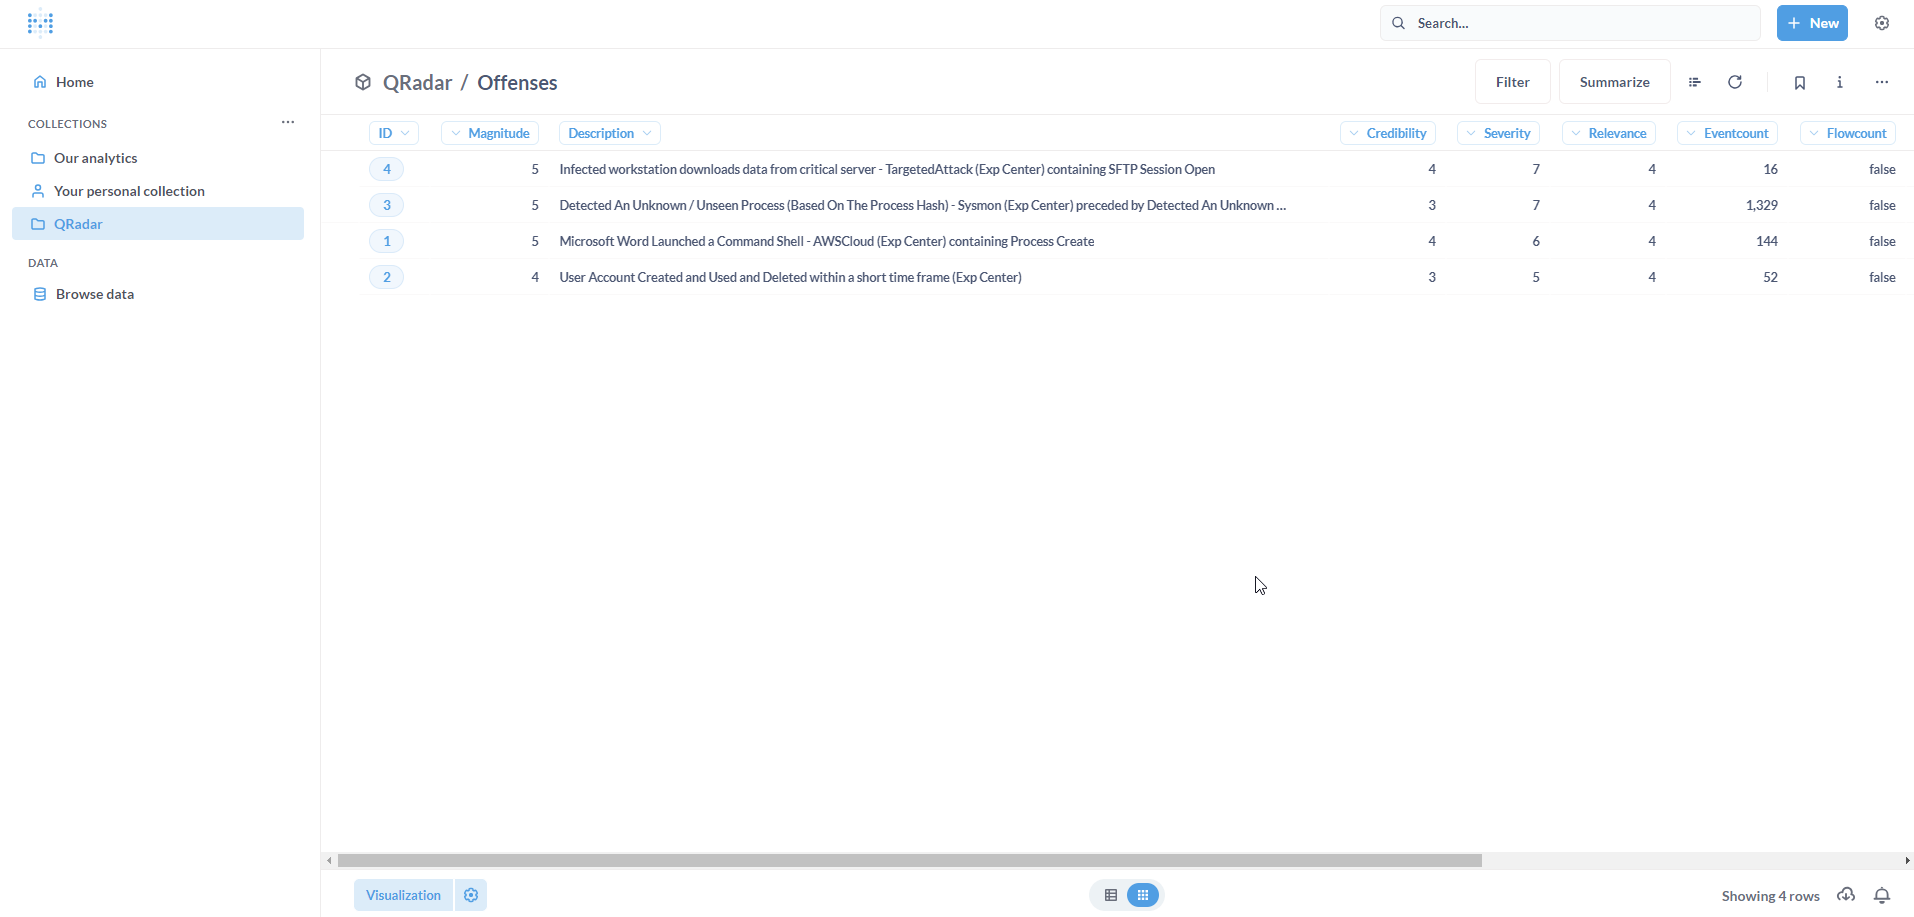 Search...
+ New
Home
COLLECTIONS
Our analytics
Your personal collection
QRadar
DATA
Browse data
QRadar / Offenses
Filter
Summarize
ID Magnitude Description Credibility Severity Relevance Eventcount Flowcount
4 5 Infected workstation downloads data from critical server - TargetedAttack (Exp Center) containing SFTP Session Open 4 7 4 16 false
3 5 Detected An Unknown / Unseen Process (Based On The Process Hash) - Sysmon (Exp Center) preceded by Detected An Unknown ... 3 7 4 1,329 false
1 5 Microsoft Word Launched a Command Shell - AWSCloud (Exp Center) containing Process Create 4 6 4 144 false
2 4 User Account Created and Used and Deleted within a short time frame (Exp Center) 3 5 4 52 false
Visualization
Showing 4 rows